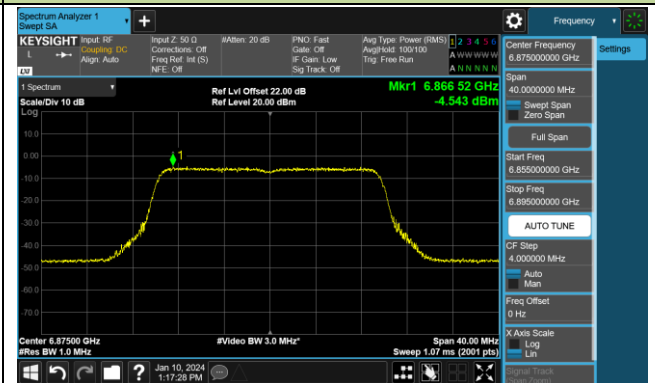 Spectrum Analyzer 1
Swept SA
Frequency
KEYSIGHT
Input: RF
Coupling: DC
Align: Auto
Input Z: 50 Ω
Corrections: Off
Freq Ref: Int (S)
NFE: Off
#Atten: 20 dB
PNO: Fast
Gate: Off
IF Gain: Low
Sig Track: Off
Avg Type: Power (RMS)
Avg|Hold: 100/100
Trig: Free Run
1 2 3 4 5 6
A W W W W W
A N N N N N
L
LXI
1 Spectrum
Scale/Div 10 dB
Log
Ref Lvl Offset 22.00 dB
Ref Level 20.00 dBm
Mkr1 6.866 52 GHz
-4.543 dBm
1
10.0
0.00
-10.0
-20.0
-30.0
-40.0
-50.0
-60.0
-70.0
Center 6.87500 GHz
#Res BW 1.0 MHz
#Video BW 3.0 MHz*
Span 40.00 MHz
Sweep 1.07 ms (2001 pts)
Center Frequency
6.875000000 GHz
Settings
Span
40.0000000 MHz
Swept Span
Zero Span
Full Span
Start Freq
6.855000000 GHz
Stop Freq
6.895000000 GHz
AUTO TUNE
CF Step
4.000000 MHz
Auto
Man
Freq Offset
0 Hz
X Axis Scale
Log
Lin
Signal Track
(Span Zoom)
Jan 10, 2024
1:17:28 PM